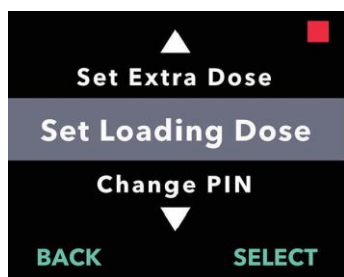 Set Extra Dose
Set Loading Dose
Change PIN
BACK SELECT